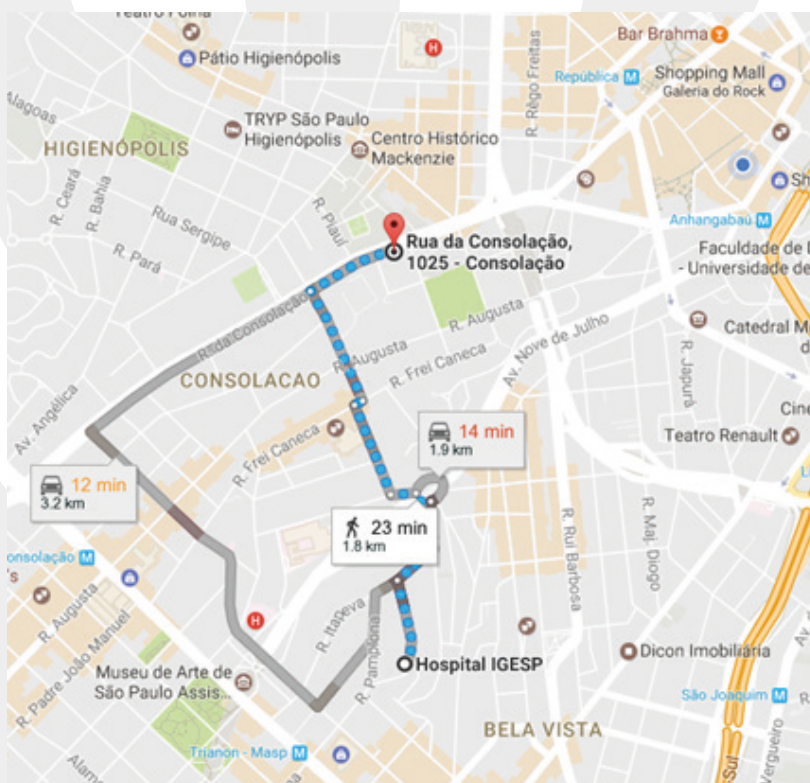 Teatro Folha
Pátio Higienópolis
Bar Brahma
República M
Shopping Mall
Galeria do Rock
R. Rêgo Freitas
Alagoas
TRYP São Paulo
Higienópolis
Centro Histórico
Mackenzie
HIGIENÓPOLIS
R. Ceará
R. Bahia
Rua Sergipe
R. Piauí
R. Pará
Anhangabaú M
Rua da Consolação,
1025 - Consolação
Faculdade de
- Universidade de
R. da Consolação
R. Augusta
R. Augusta
Av. Nove de Julho
Catedral
R. Frei Caneca
CONSOLACAO
R. Japurá
Av. Angélica
14 min
1.9 km
Teatro Renault
R. Frei Caneca
12 min
3.2 km
23 min
1.8 km
R. Rui Barbosa
R. Maj. Diogo
onsolação M
's
R. Augusta
R. Padre João Manuel
H
H
R. Itapeva
R. Pamplona
Hospital IGESP
Dicon Imobiliária
Museu de Arte de
São Paulo Assis...
São Joaquim M
BELA VISTA
Trianon - Masp M
Vergueiro
Sul